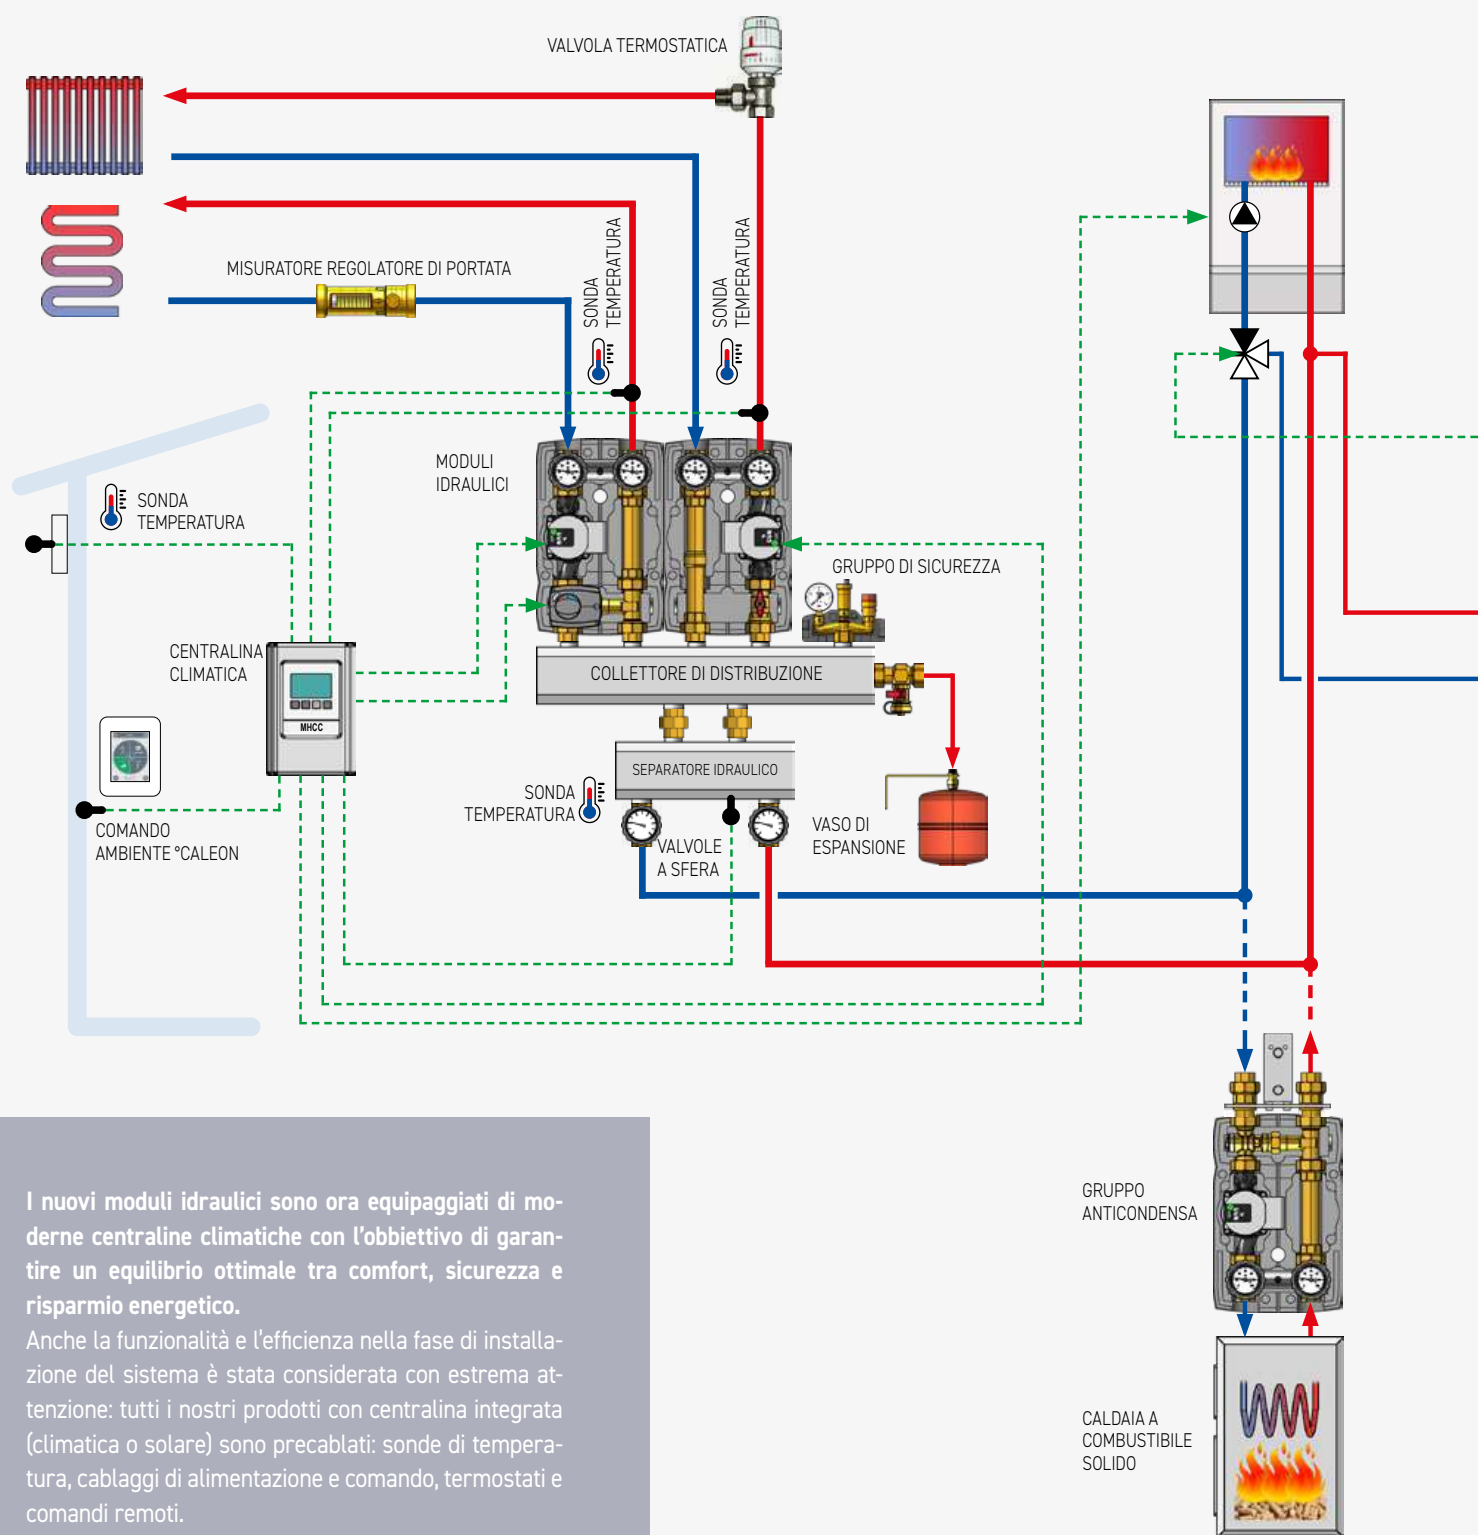 VALVOLA TERMOSTATICA
MISURATORE REGOLATORE DI PORTATA
SONDA
TEMPERATURA
SONDA
TEMPERATURA
MODULI
IDRAULICI
SONDA
TEMPERATURA
GRUPPO DI SICUREZZA
CENTRALINA
CLIMATICA
MHCC
COLLETTORE DI DISTRIBUZIONE
SEPARATORE IDRAULICO
SONDA
TEMPERATURA
COMANDO
AMBIENTE °CALEON
VALVOLE
A SFERA
VASO DI
ESPANSIONE
GRUPPO
ANTICONDENSA
CALDAIA A
COMBUSTIBILE
SOLIDO
I nuovi moduli idraulici sono ora equipaggiati di mo-
derne centraline climatiche con l'obbiettivo di garan-
tire un equilibrio ottimale tra comfort, sicurezza e
risparmio energetico.
Anche la funzionalità e l'efficienza nella fase di installa-
zione del sistema è stata considerata con estrema at-
tenzione: tutti i nostri prodotti con centralina integrata
(climatica o solare) sono precablati: sonde di tempera-
tura, cablaggi di alimentazione e comando, termostati e
comandi remoti.